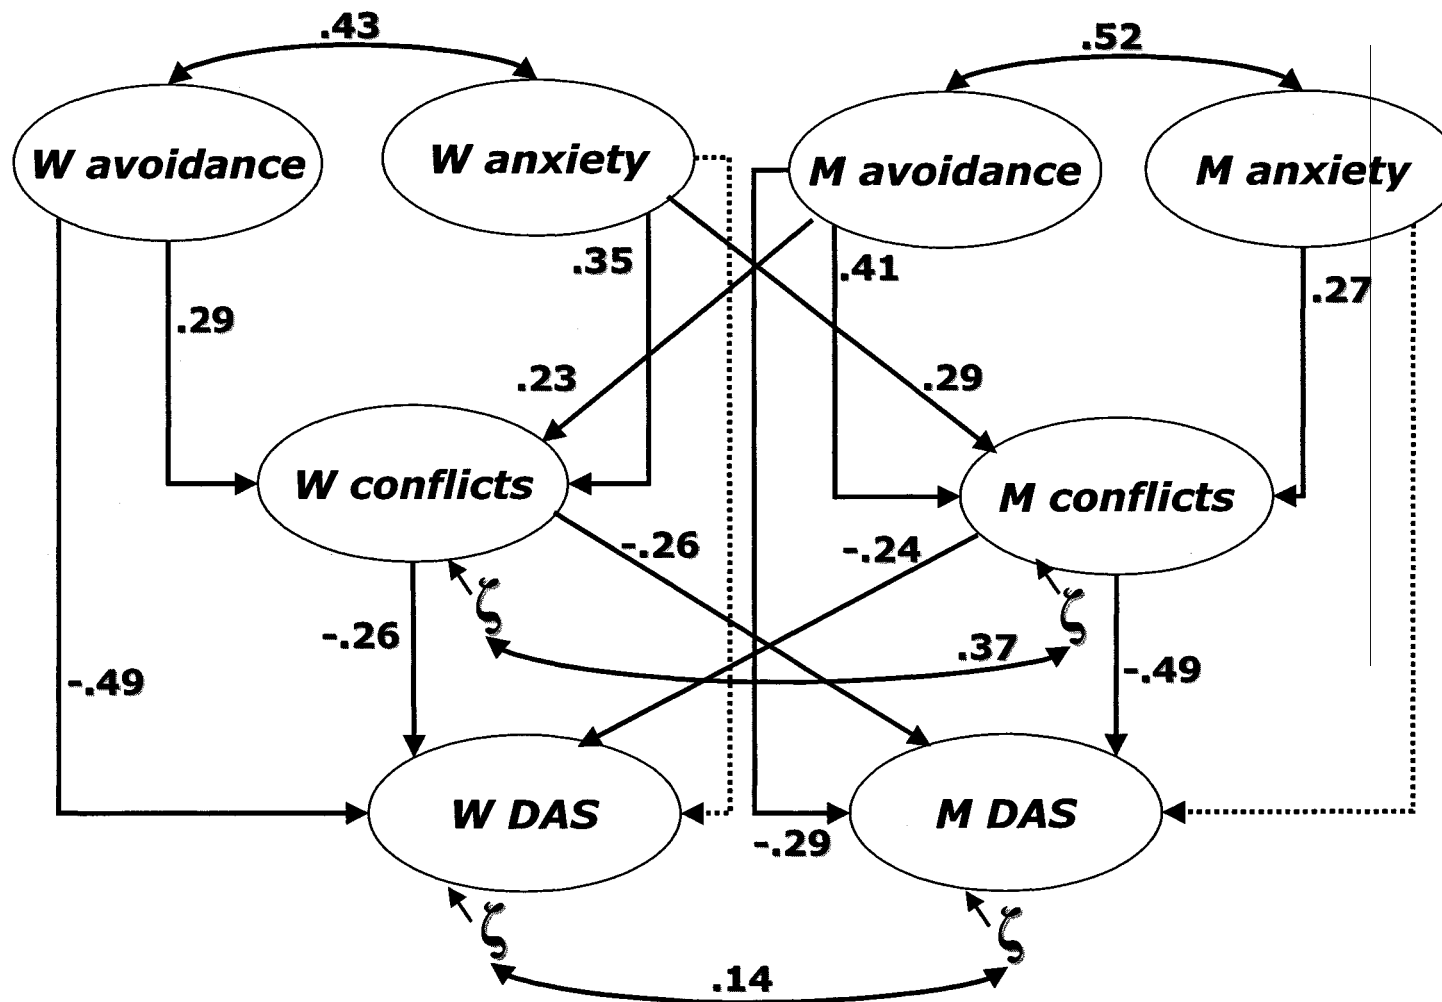 .43
.52
W avoidance
W anxiety
M avoidance
M anxiety
.35
.41
.27
.29
.23
.29
W conflicts
M conflicts
-.26
-.24
ζ
ζ
-.26
.37
-.49
-.49
W DAS
M DAS
-.29
ζ
ζ
.14